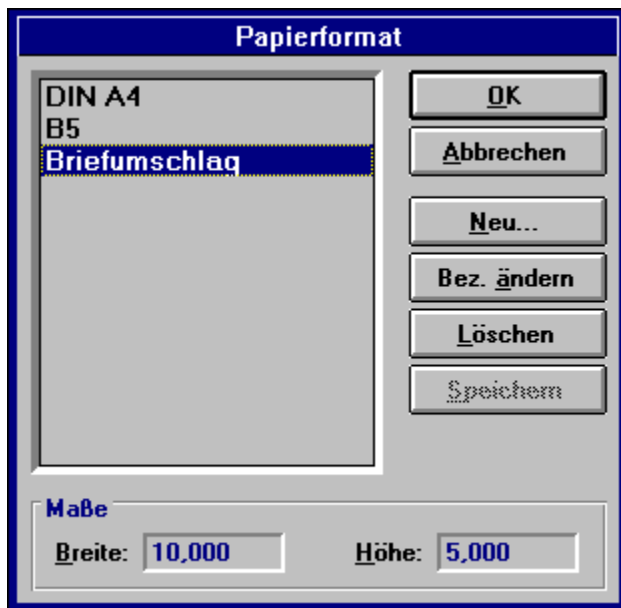 Papierformat
DIN A4
B5
Briefumschlag
OK
Abbrechen
Neu...
Bez. ändern
Löschen
Speichern
Maße
Breite: 10,000 Höhe: 5,000